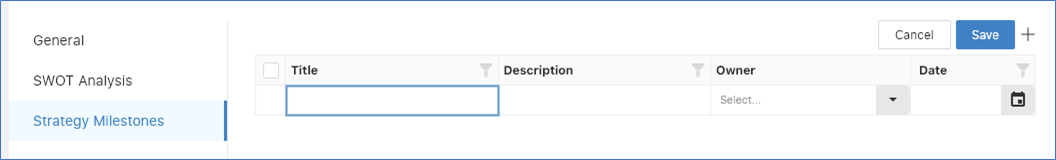 General
SWOT Analysis
Strategy Milestones
Cancel Save
Title Description Owner Date
Select...